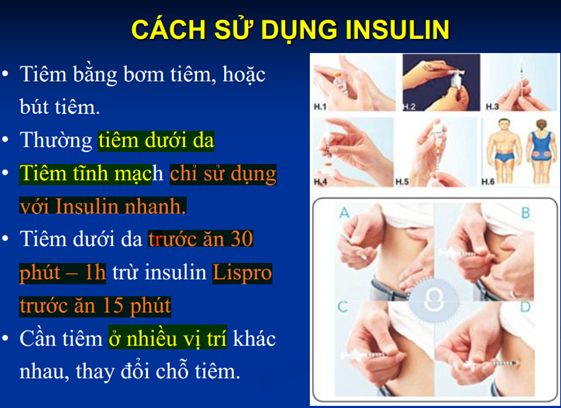 CÁCH SỬ DỤNG INSULIN
• Tiêm bằng bơm tiêm, hoặc
bút tiêm.
• Thường tiêm dưới da
• Tiêm tĩnh mạch chỉ sử dụng
với Insulin nhanh.
• Tiêm dưới da trước ăn 30
phút – 1h trừ insulin Lispro
trước ăn 15 phút
• Cần tiêm ở nhiều vị trí khác
nhau, thay đổi chỗ tiêm.
H.1
H.2
H.3
H.4
H.5
H.6
A
B
C
D